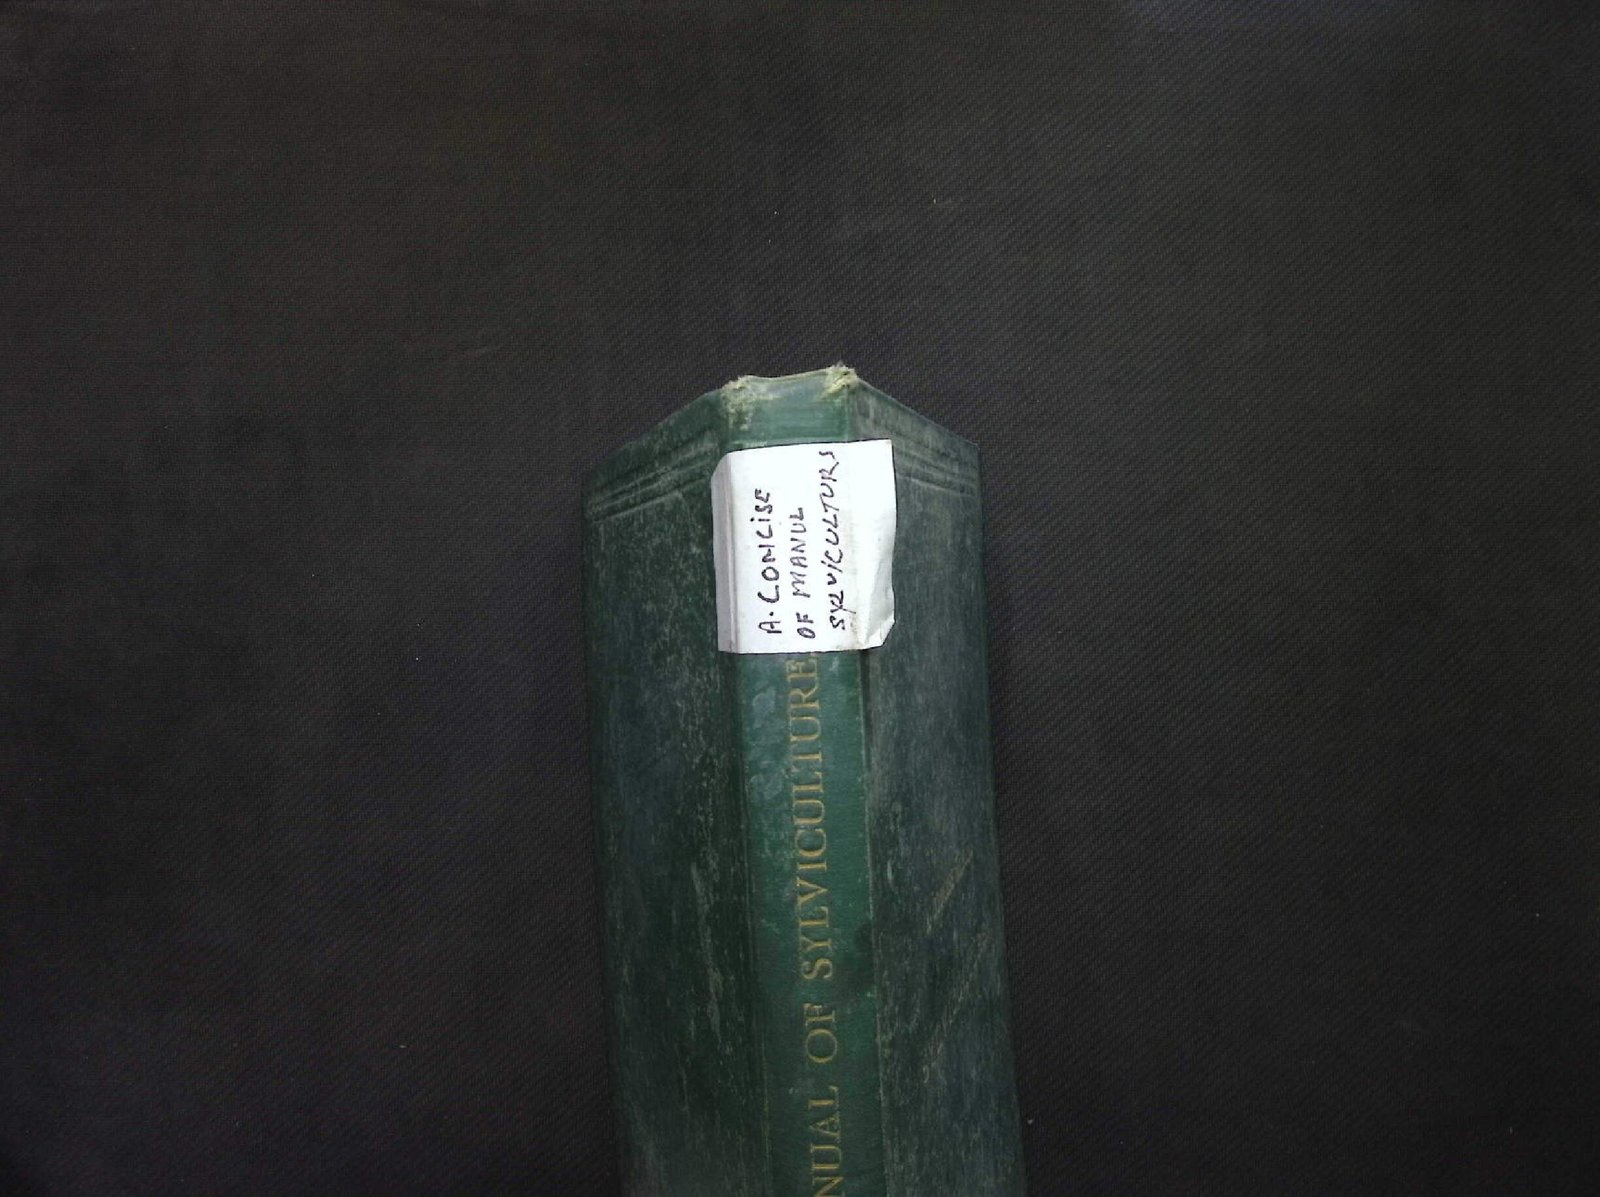 A. CONCISE
OF MANUL
SYLVICULTURS
NUAL OF SYLVICULTURE